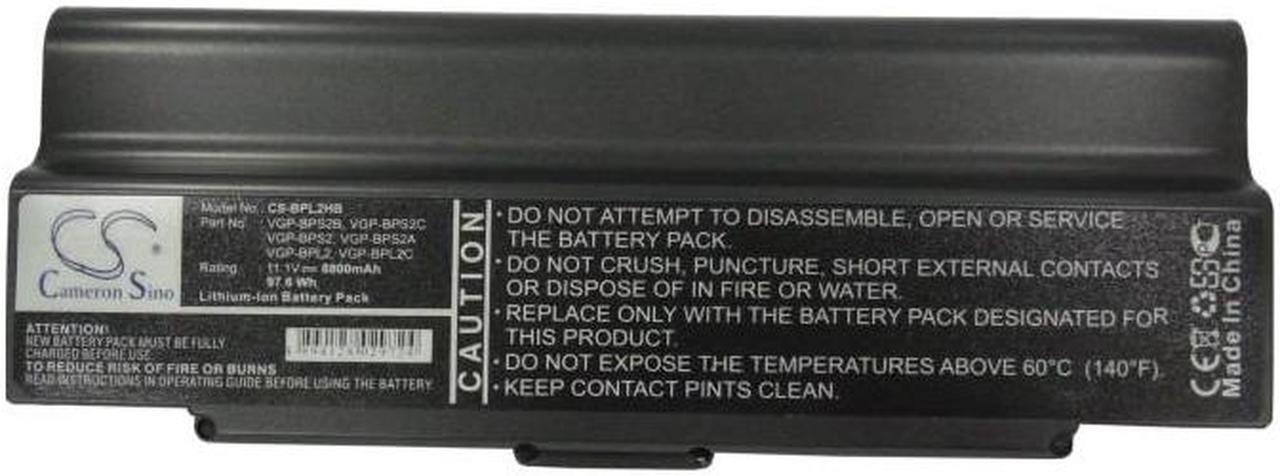 CS
Cameron Sino
Model No. CS-BPL2HB
Part No. VGP-BPS2B, VGP-BPS2C
VGP-BPS2, VGP-BPS2A
VGP-BPL2, VGP-BPL2C
Rating: 11.1V 8800mAh
97.6 Wh
Lithium-Ion Battery Pack
ATTENTION!
NEW BATTERY PACK MUST BE FULLY
CHARGED BEFORE FIRST USE.
TO REDUCE RISK OF FIRE OR BURNS
READ INSTRUCTIONS IN OPERATING GUIDE BEFORE USING THE BATTERY.
CAUTION
• DO NOT ATTEMPT TO DISASSEMBLE, OPEN OR SERVICE
THE BATTERY PACK.
• DO NOT CRUSH, PUNCTURE, SHORT EXTERNAL CONTACTS
OR DISPOSE OF IN FIRE OR WATER.
• REPLACE ONLY WITH THE BATTERY PACK DESIGNATED FOR
THIS PRODUCT.
• DO NOT EXPOSE THE TEMPERATURES ABOVE 60°C (140°F).
• KEEP CONTACT PINTS CLEAN.
CE
Made in China